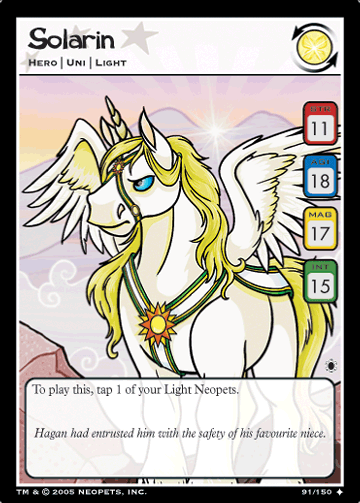 Solarin
HERO | UNI | LIGHT
STR
11
AGI
18
MAG
17
INT
15
To play this, tap 1 of your Light Neopets.
Hagan had entrusted him with the safety of his favourite niece.
TM & © 2005 NEOPETS, INC.
91/150